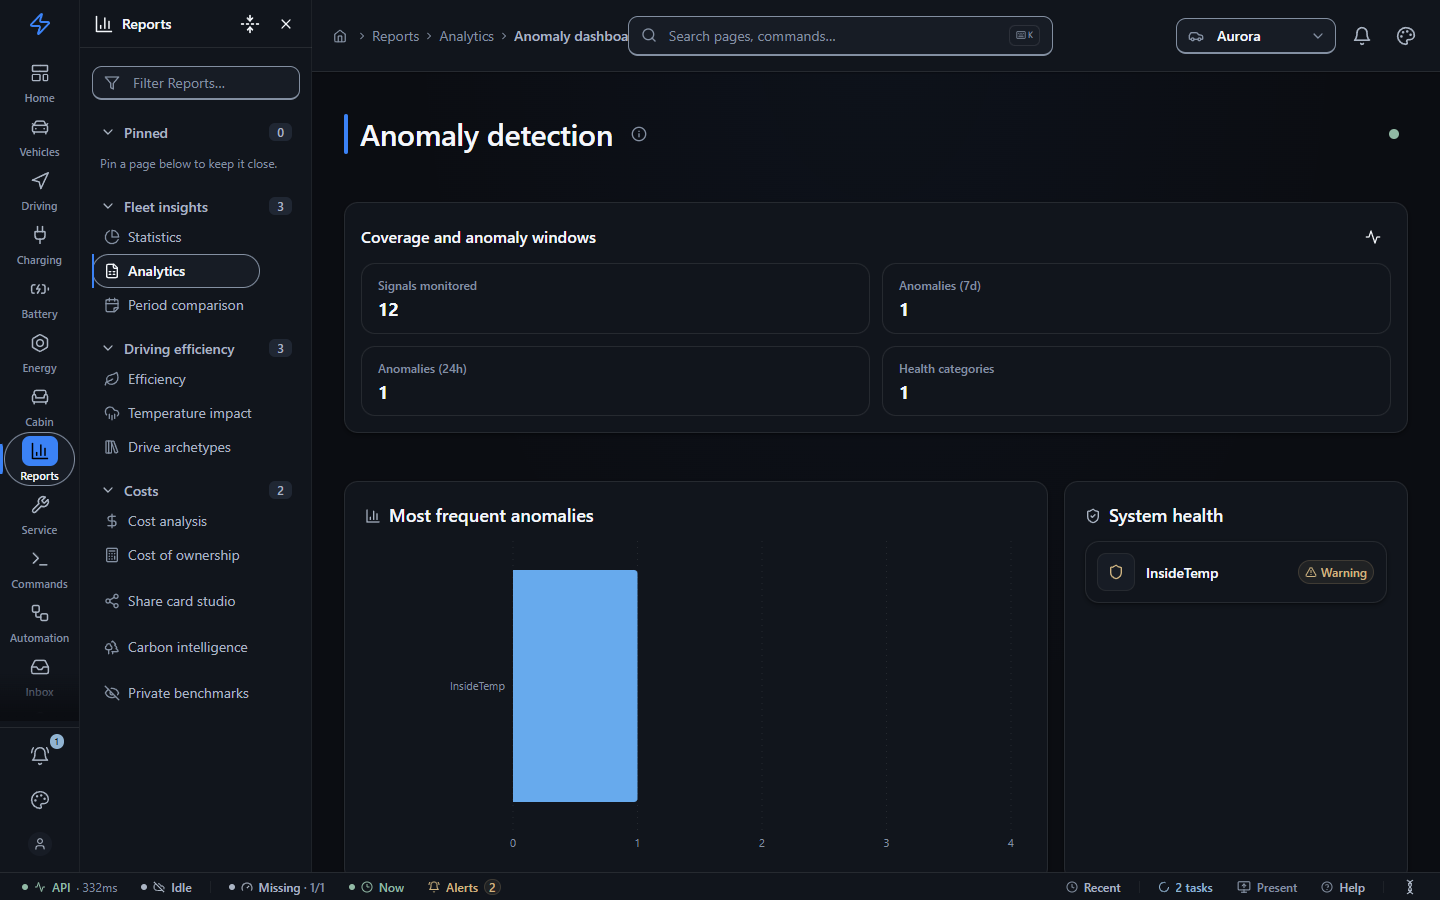 Home
Vehicles
Driving
Charging
Battery
Energy
Cabin
Reports
Service
Commands
Automation
Inbox
1
Reports
Filter Reports...
Pinned 0
Pin a page below to keep it close.
Fleet insights 3
Statistics
Analytics
Period comparison
Driving efficiency 3
Efficiency
Temperature impact
Drive archetypes
Costs 2
Cost analysis
Cost of ownership
Share card studio
Carbon intelligence
Private benchmarks
Reports > Analytics > Anomaly dashboa
Search pages, commands...
K
Aurora
Anomaly detection
Coverage and anomaly windows
Signals monitored
12
Anomalies (7d)
1
Anomalies (24h)
1
Health categories
1
Most frequent anomalies
InsideTemp
0 1 2 3 4
System health
InsideTemp
Warning
API · 332ms
Idle
Missing · 1/1
Now
Alerts 2
Recent
2 tasks
Present
Help